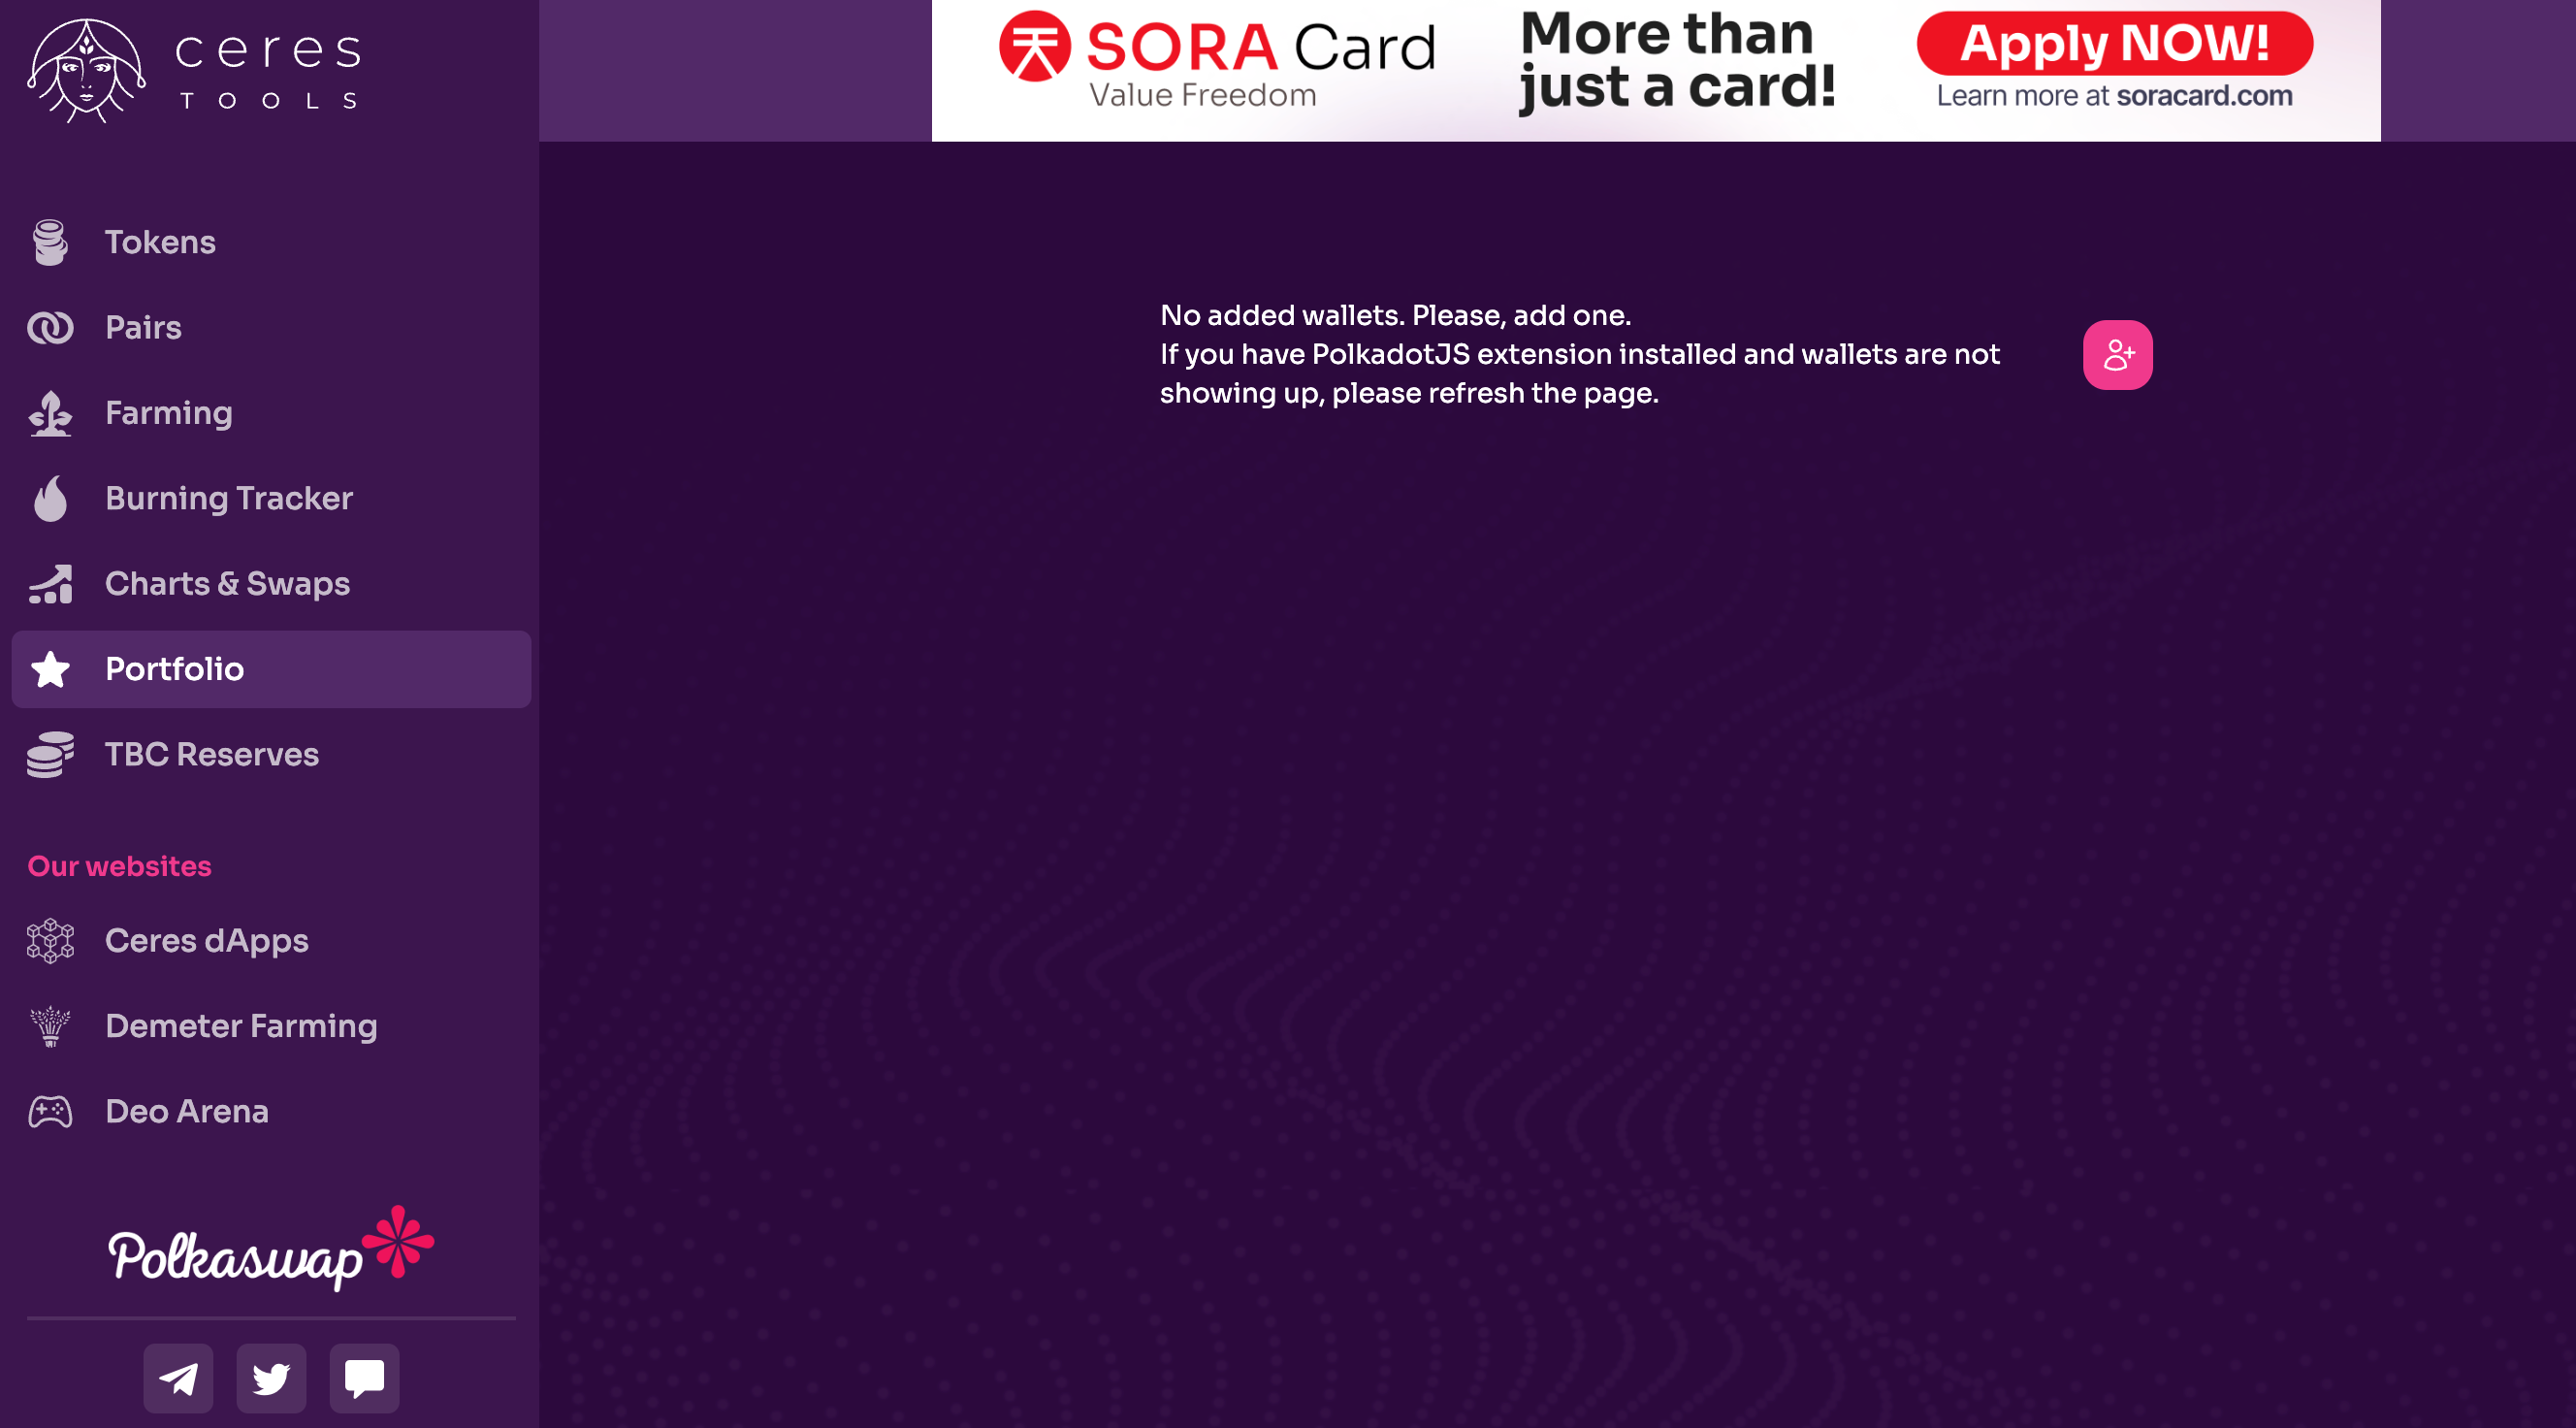 ceres
TOOLS
Tokens
Pairs
Farming
Burning Tracker
Charts & Swaps
Portfolio
TBC Reserves
Our websites
Ceres dApps
Demeter Farming
Deo Arena
Polkaswap
SORA Card
Value Freedom
More than
just a card!
Apply NOW!
Learn more at soracard.com
No added wallets. Please, add one.
If you have PolkadotJS extension installed and wallets are not
showing up, please refresh the page.